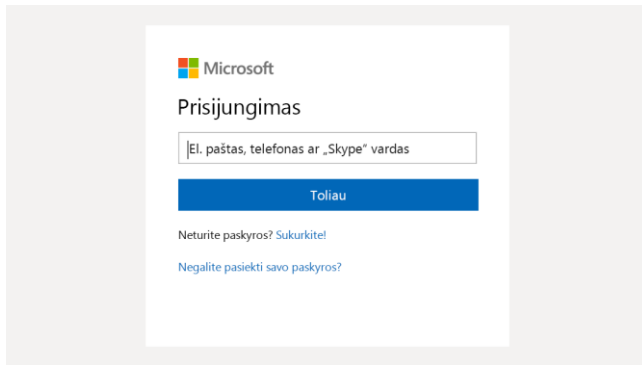 Microsoft
Prisijungimas
El. paštas, telefonas ar „Skype“ vardas
Toliau
Neturite paskyros? Sukurkite!
Negalite pasiekti savo paskyros?